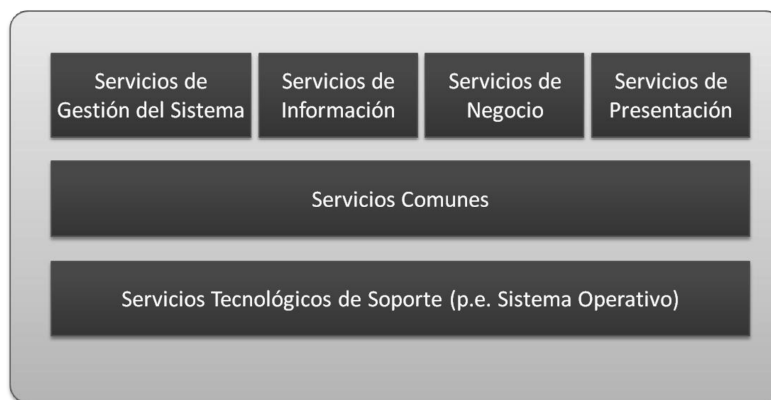 Servicios de
Gestión del Sistema
Servicios de
Información
Servicios de
Negocio
Servicios de
Presentación
Servicios Comunes
Servicios Tecnológicos de Soporte (p.e. Sistema Operativo)